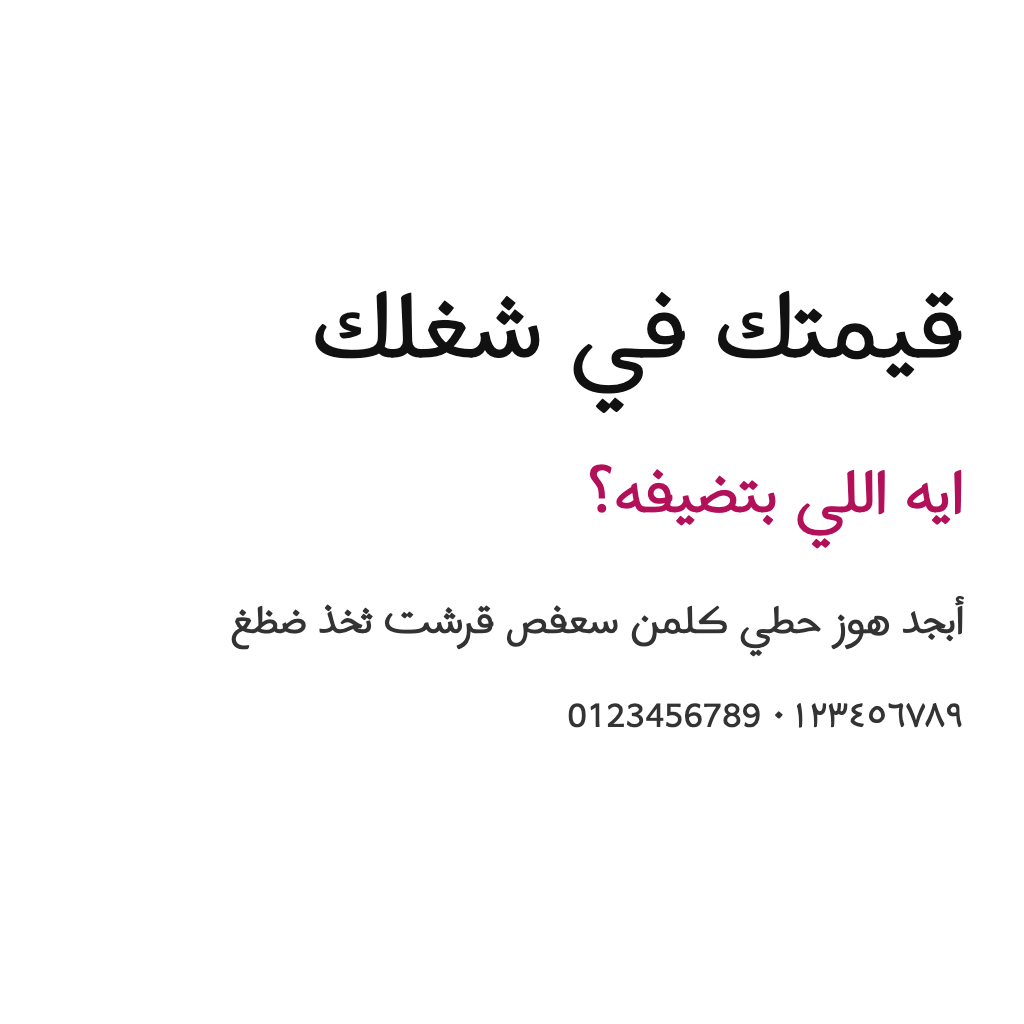 قيمتك في شغلك
ايه اللي بتضيفه؟
أبجد هوز حطي كلمن سعفص قرشت ثخذ ضظغ
٠١٢٣٤٥٦٧٨٩ 0123456789